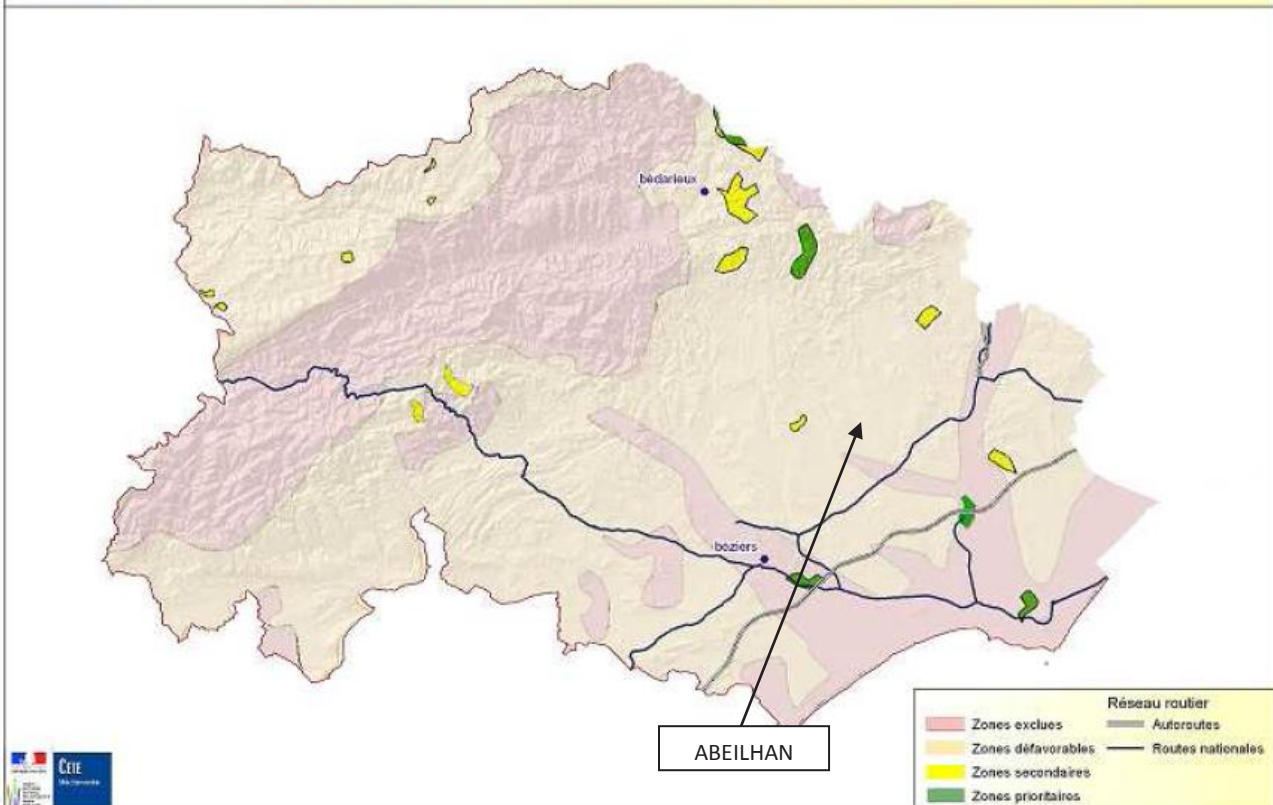 bédarieux
béziers
ABEILHAN
Réseau routier
Zones exclues
Autoroutes
Zones défavorables
Routes nationales
Zones secondaires
Zones prioritaires
CETE
Méditerranée